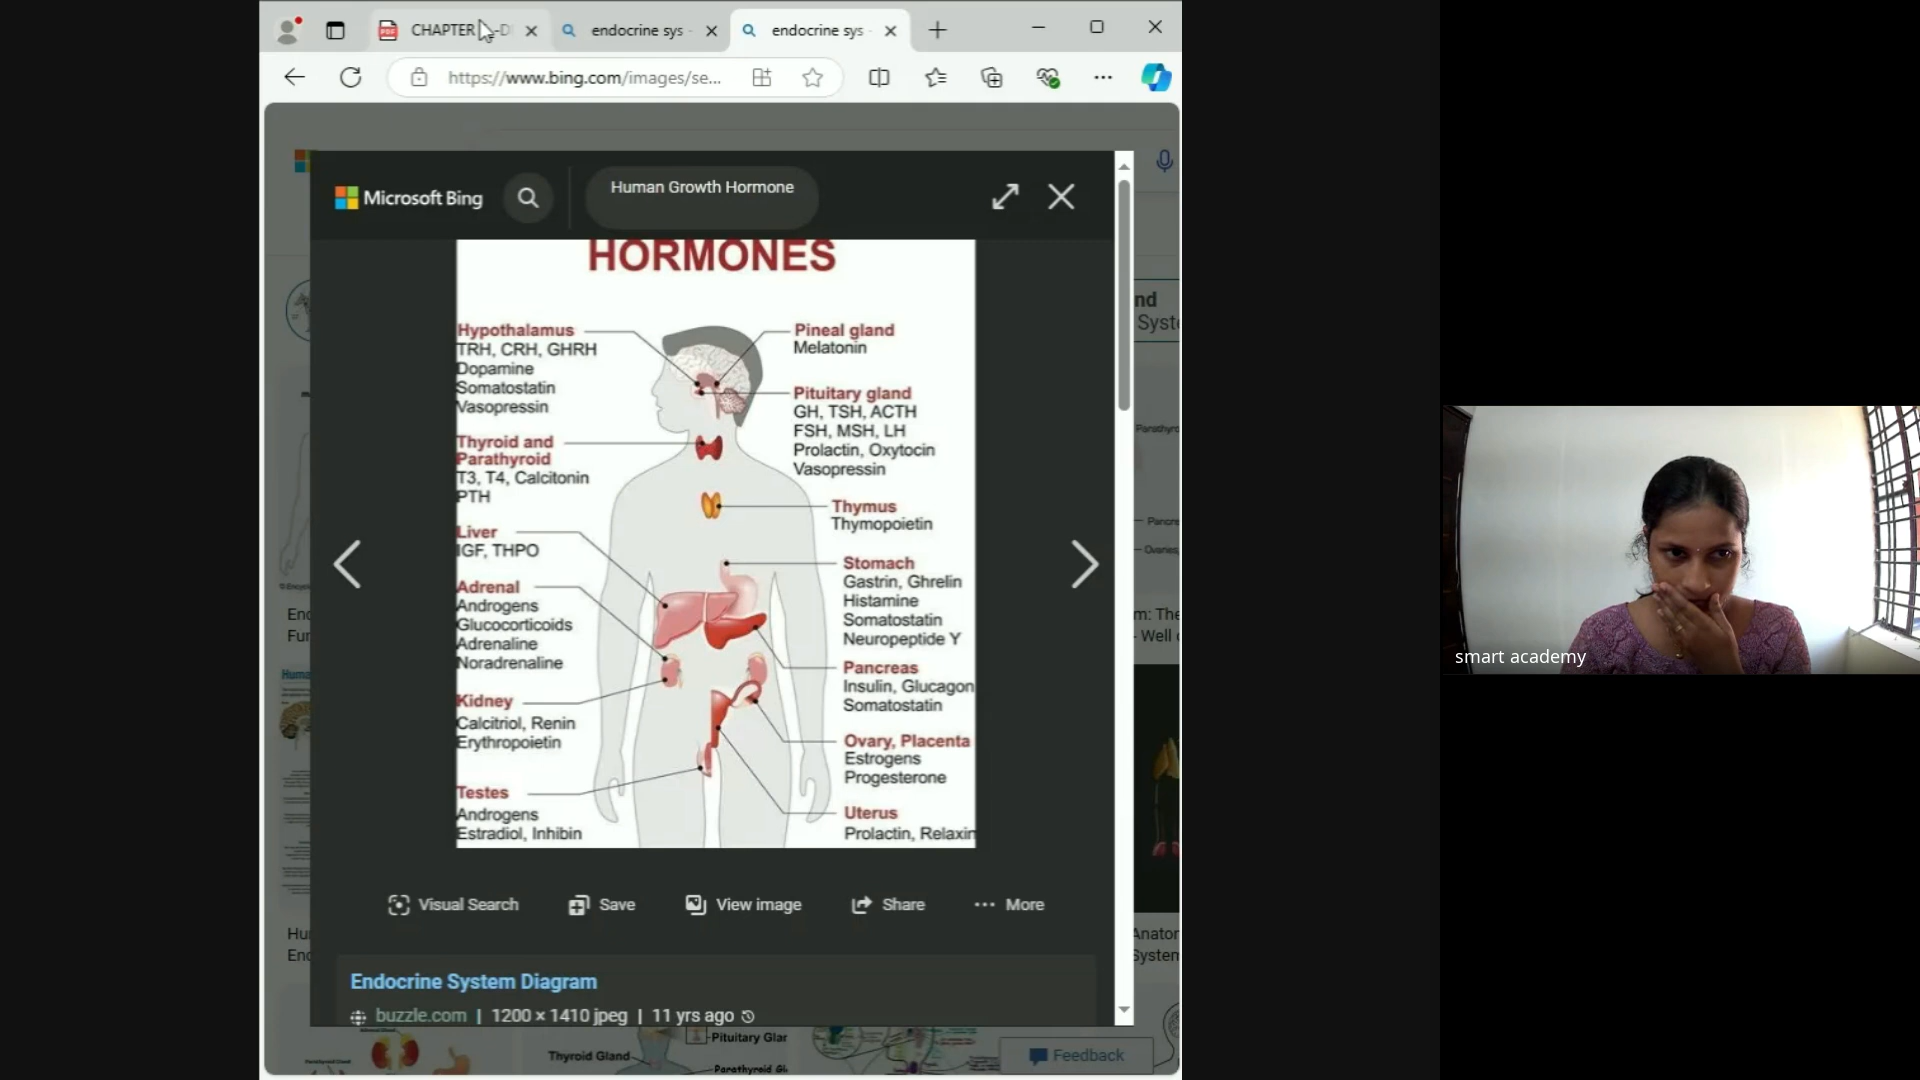 CHAPTER
endocrine sys
endocrine sys
https://www.bing.com/images/se...
Microsoft Bing
Human Growth Hormone
HORMONES
Hypothalamus
TRH, CRH, GHRH
Dopamine
Somatostatin
Vasopressin
Thyroid and
Parathyroid
T3, T4, Calcitonin
PTH
Liver
IGF, THPO
Adrenal
Androgens
Glucocorticoids
Adrenaline
Noradrenaline
Kidney
Calcitriol, Renin
Erythropoietin
Testes
Androgens
Estradiol, Inhibin
Pineal gland
Melatonin
Pituitary gland
GH, TSH, ACTH
FSH, MSH, LH
Prolactin, Oxytocin
Vasopressin
Thymus
Thymopoietin
Stomach
Gastrin, Ghrelin
Histamine
Somatostatin
Neuropeptide Y
Pancreas
Insulin, Glucagon
Somatostatin
Ovary, Placenta
Estrogens
Progesterone
Uterus
Prolactin, Relaxin
Visual Search
Save
View image
Share
More
Endocrine System Diagram
buzzle.com | 1200 × 1410 jpeg | 11 yrs ago
Pituitary Glar
Thyroid Gland
Parathyroid Gl
Feedback
smart academy